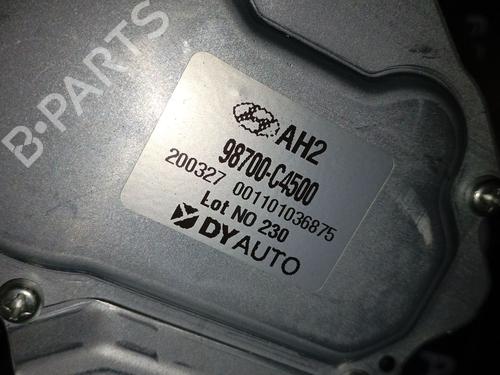 B-PARTS
AH2
98700-C4500
200327 001101036875
Lot NO 230
DYAUTO